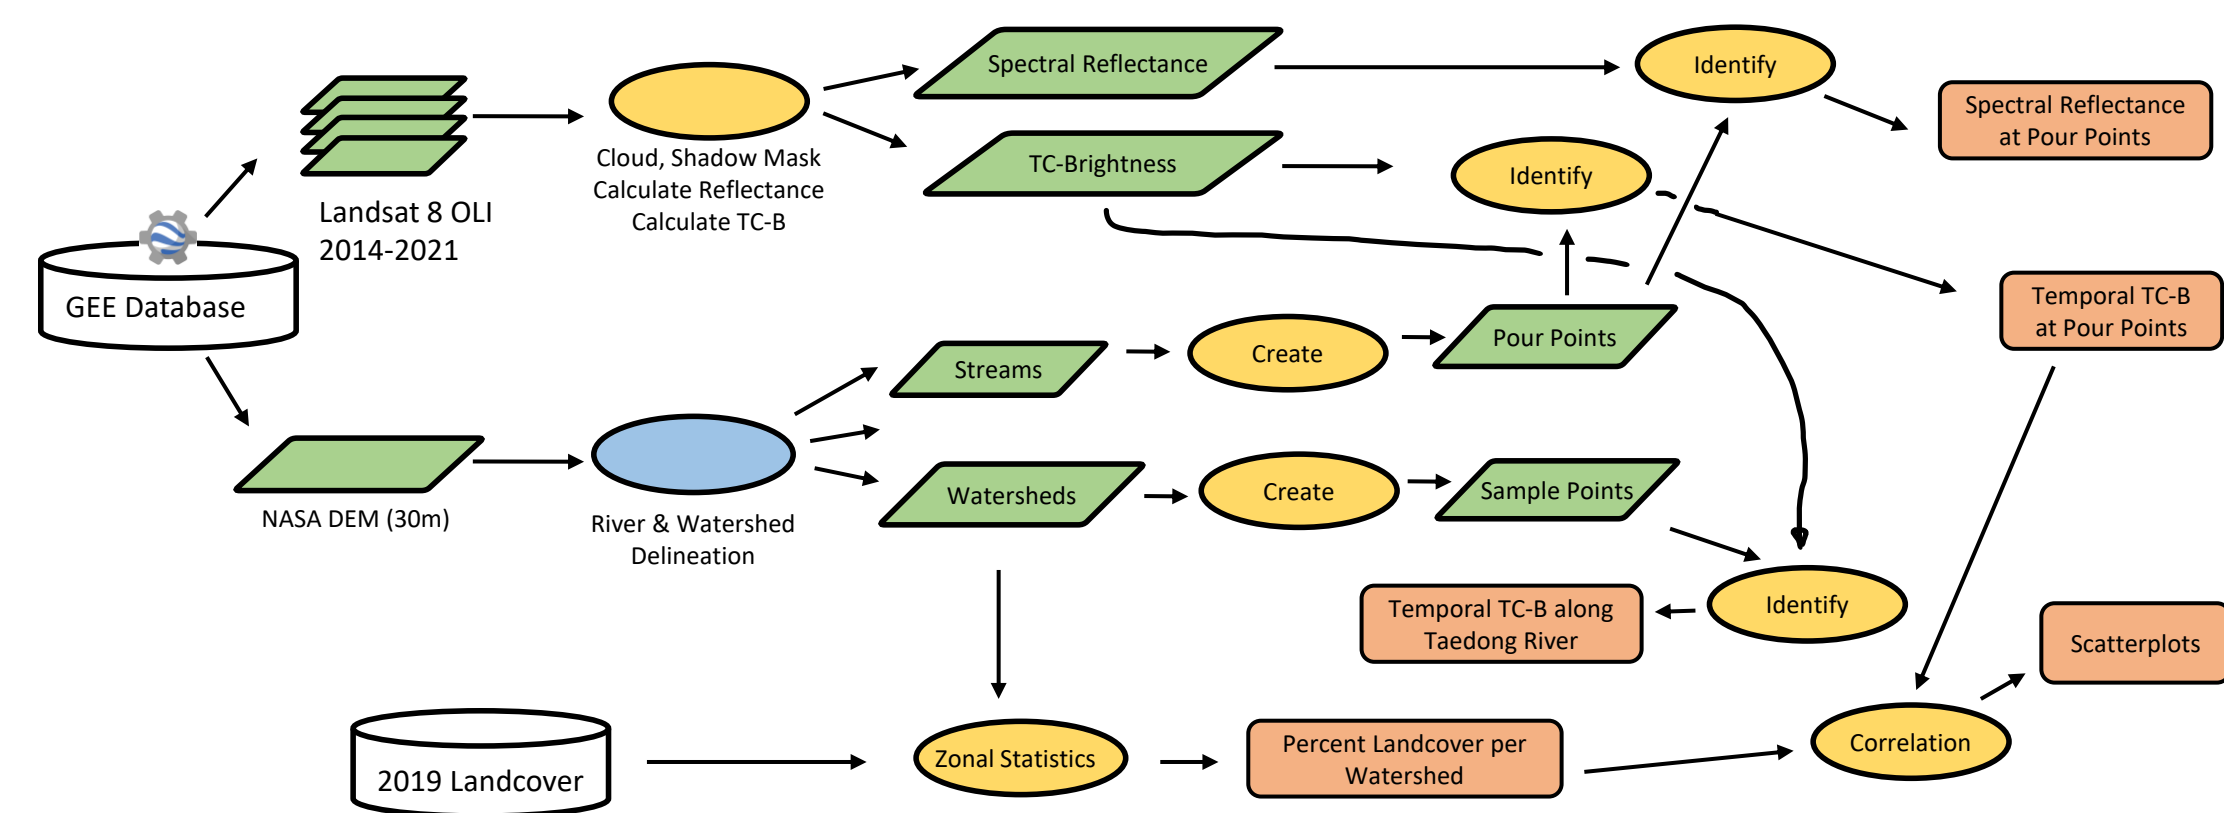 Spectral Reflectance
Identify
Spectral Reflectance
at Pour Points
TC-Brightness
Identify
Cloud, Shadow Mask
Calculate Reflectance
Calculate TC-B
Landsat 8 OLI
2014-2021
GEE Database
Temporal TC-B
at Pour Points
Streams
Create
Pour Points
NASA DEM (30m)
River & Watershed
Delineation
Watersheds
Create
Sample Points
Identify
Temporal TC-B along
Taedong River
Scatterplots
2019 Landcover
Zonal Statistics
Percent Landcover per
Watershed
Correlation